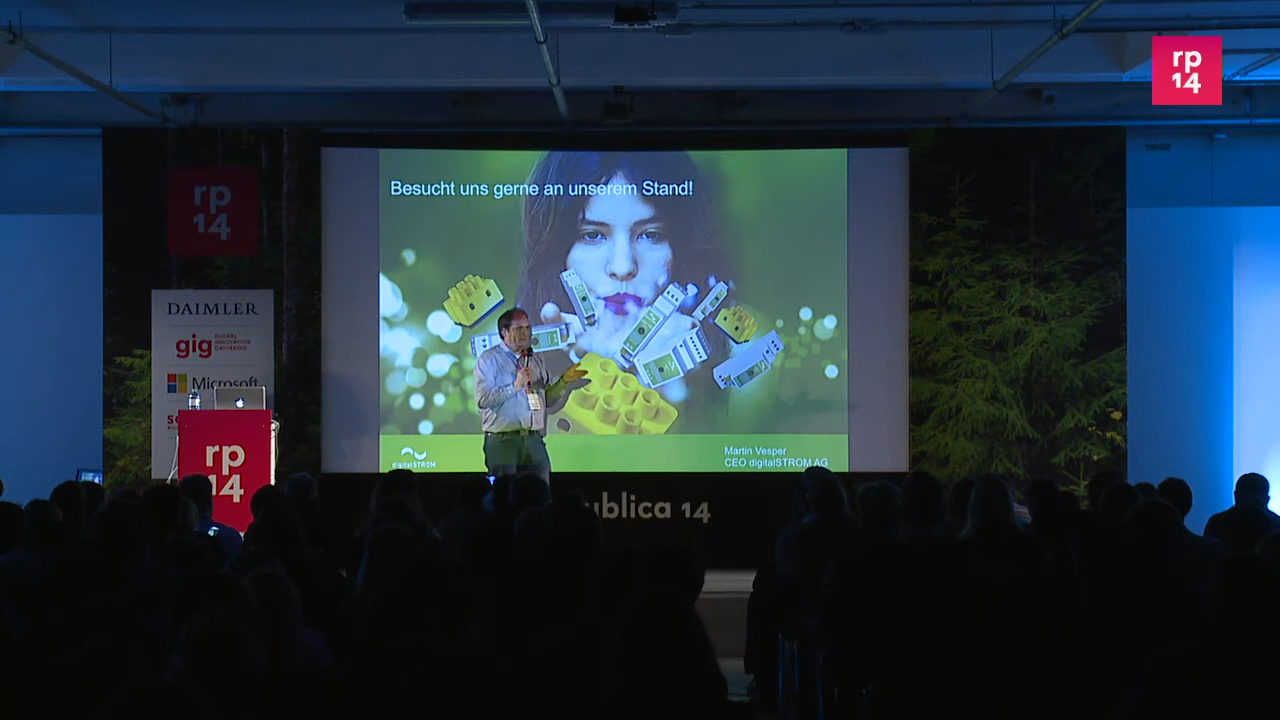 rp
14
rp
14
Besucht uns gerne an unserem Stand!
DAIMLER
gig GLOBAL
INNOVATION
GATHERING
Microsoft
rp
14
digitalSTROM
Martin Vesper
CEO digitalSTROM AG
ublica 14